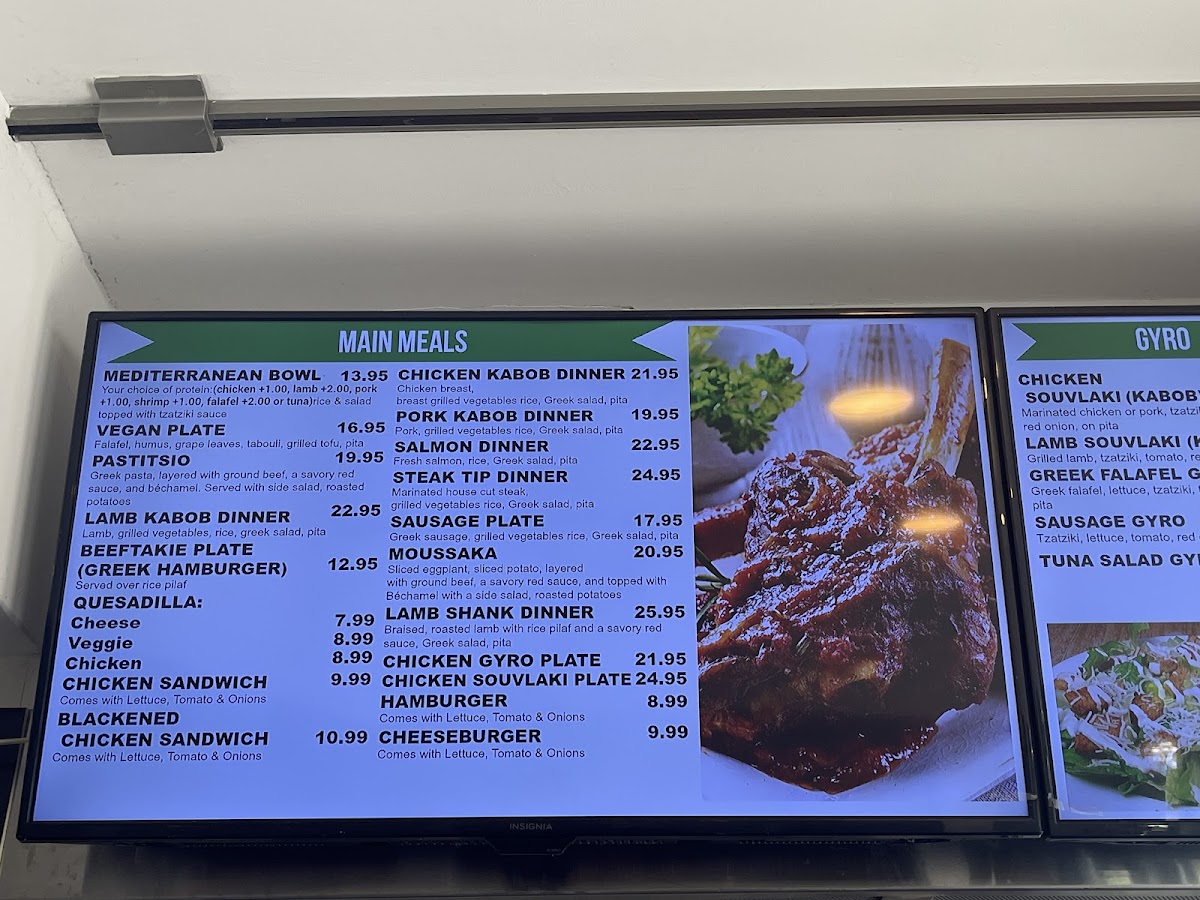 MAIN MEALS
MEDITERRANEAN BOWL 13.95
Your choice of protein:(chicken +1.00, lamb +2.00, pork
+1.00, shrimp +1.00, falafel +2.00 or tuna)rice & salad
topped with tzatziki sauce
VEGAN PLATE 16.95
Falafel, humus, grape leaves, tabouli, grilled tofu, pita
PASTITSIO 19.95
Greek pasta, layered with ground beef, a savory red
sauce, and béchamel. Served with side salad, roasted
potatoes
LAMB KABOB DINNER 22.95
Lamb, grilled vegetables, rice, greek salad, pita
BEEFTAKIE PLATE
(GREEK HAMBURGER) 12.95
Served over rice pilaf
QUESADILLA:
Cheese 7.99
Veggie 8.99
Chicken 8.99
CHICKEN SANDWICH 9.99
Comes with Lettuce, Tomato & Onions
BLACKENED
CHICKEN SANDWICH 10.99
Comes with Lettuce, Tomato & Onions
CHICKEN KABOB DINNER 21.95
Chicken breast,
breast grilled vegetables rice, Greek salad, pita
PORK KABOB DINNER 19.95
Pork, grilled vegetables rice, Greek salad, pita
SALMON DINNER 22.95
Fresh salmon, rice, Greek salad, pita
STEAK TIP DINNER 24.95
Marinated house cut steak,
grilled vegetables rice, Greek salad, pita
SAUSAGE PLATE 17.95
Greek sausage, grilled vegetables rice, Greek salad, pita
MOUSSAKA 20.95
Sliced eggplant, sliced potato, layered
with ground beef, a savory red sauce, and topped with
Béchamel with a side salad, roasted potatoes
LAMB SHANK DINNER 25.95
Braised, roasted lamb with rice pilaf and a savory red
sauce, Greek salad, pita
CHICKEN GYRO PLATE 21.95
CHICKEN SOUVLAKI PLATE 24.95
HAMBURGER 8.99
Comes with Lettuce, Tomato & Onions
CHEESEBURGER 9.99
Comes with Lettuce, Tomato & Onions
INSIGNIA
GYRO
CHICKEN
SOUVLAKI (KABOB
Marinated chicken or pork,
red onion, on pita
LAMB SOUVLAKI
Grilled lamb, tzatziki, tomato,
GREEK FALAFEL
Greek falafel, lettuce, tzatziki,
pita
SAUSAGE GYRO
Tzatziki, lettuce, tomato, red
TUNA SALAD